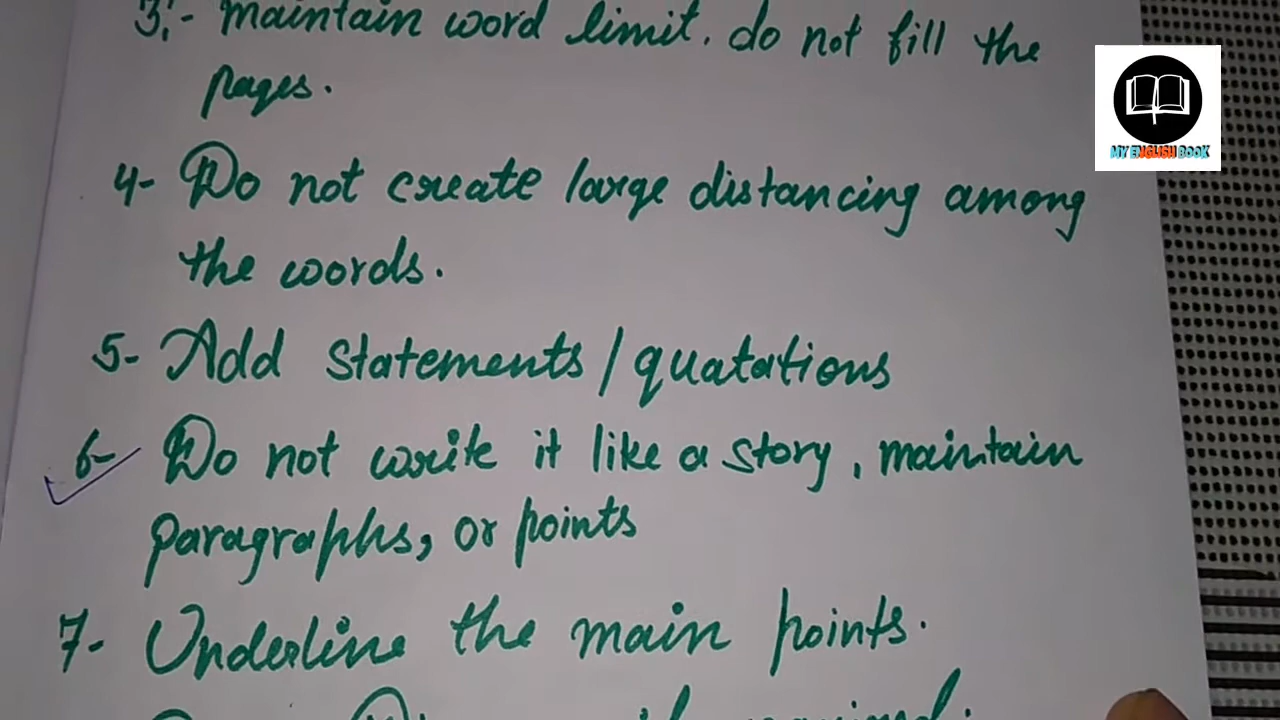 3:- maintain word limit. do not fill the
pages.
4- Do not create large distancing among
the words.
5- Add statements / quatations
6- Do not write it like a story, maintain
paragraphs, or points
7- Underline the main points.
MY ENGLISH BOOK